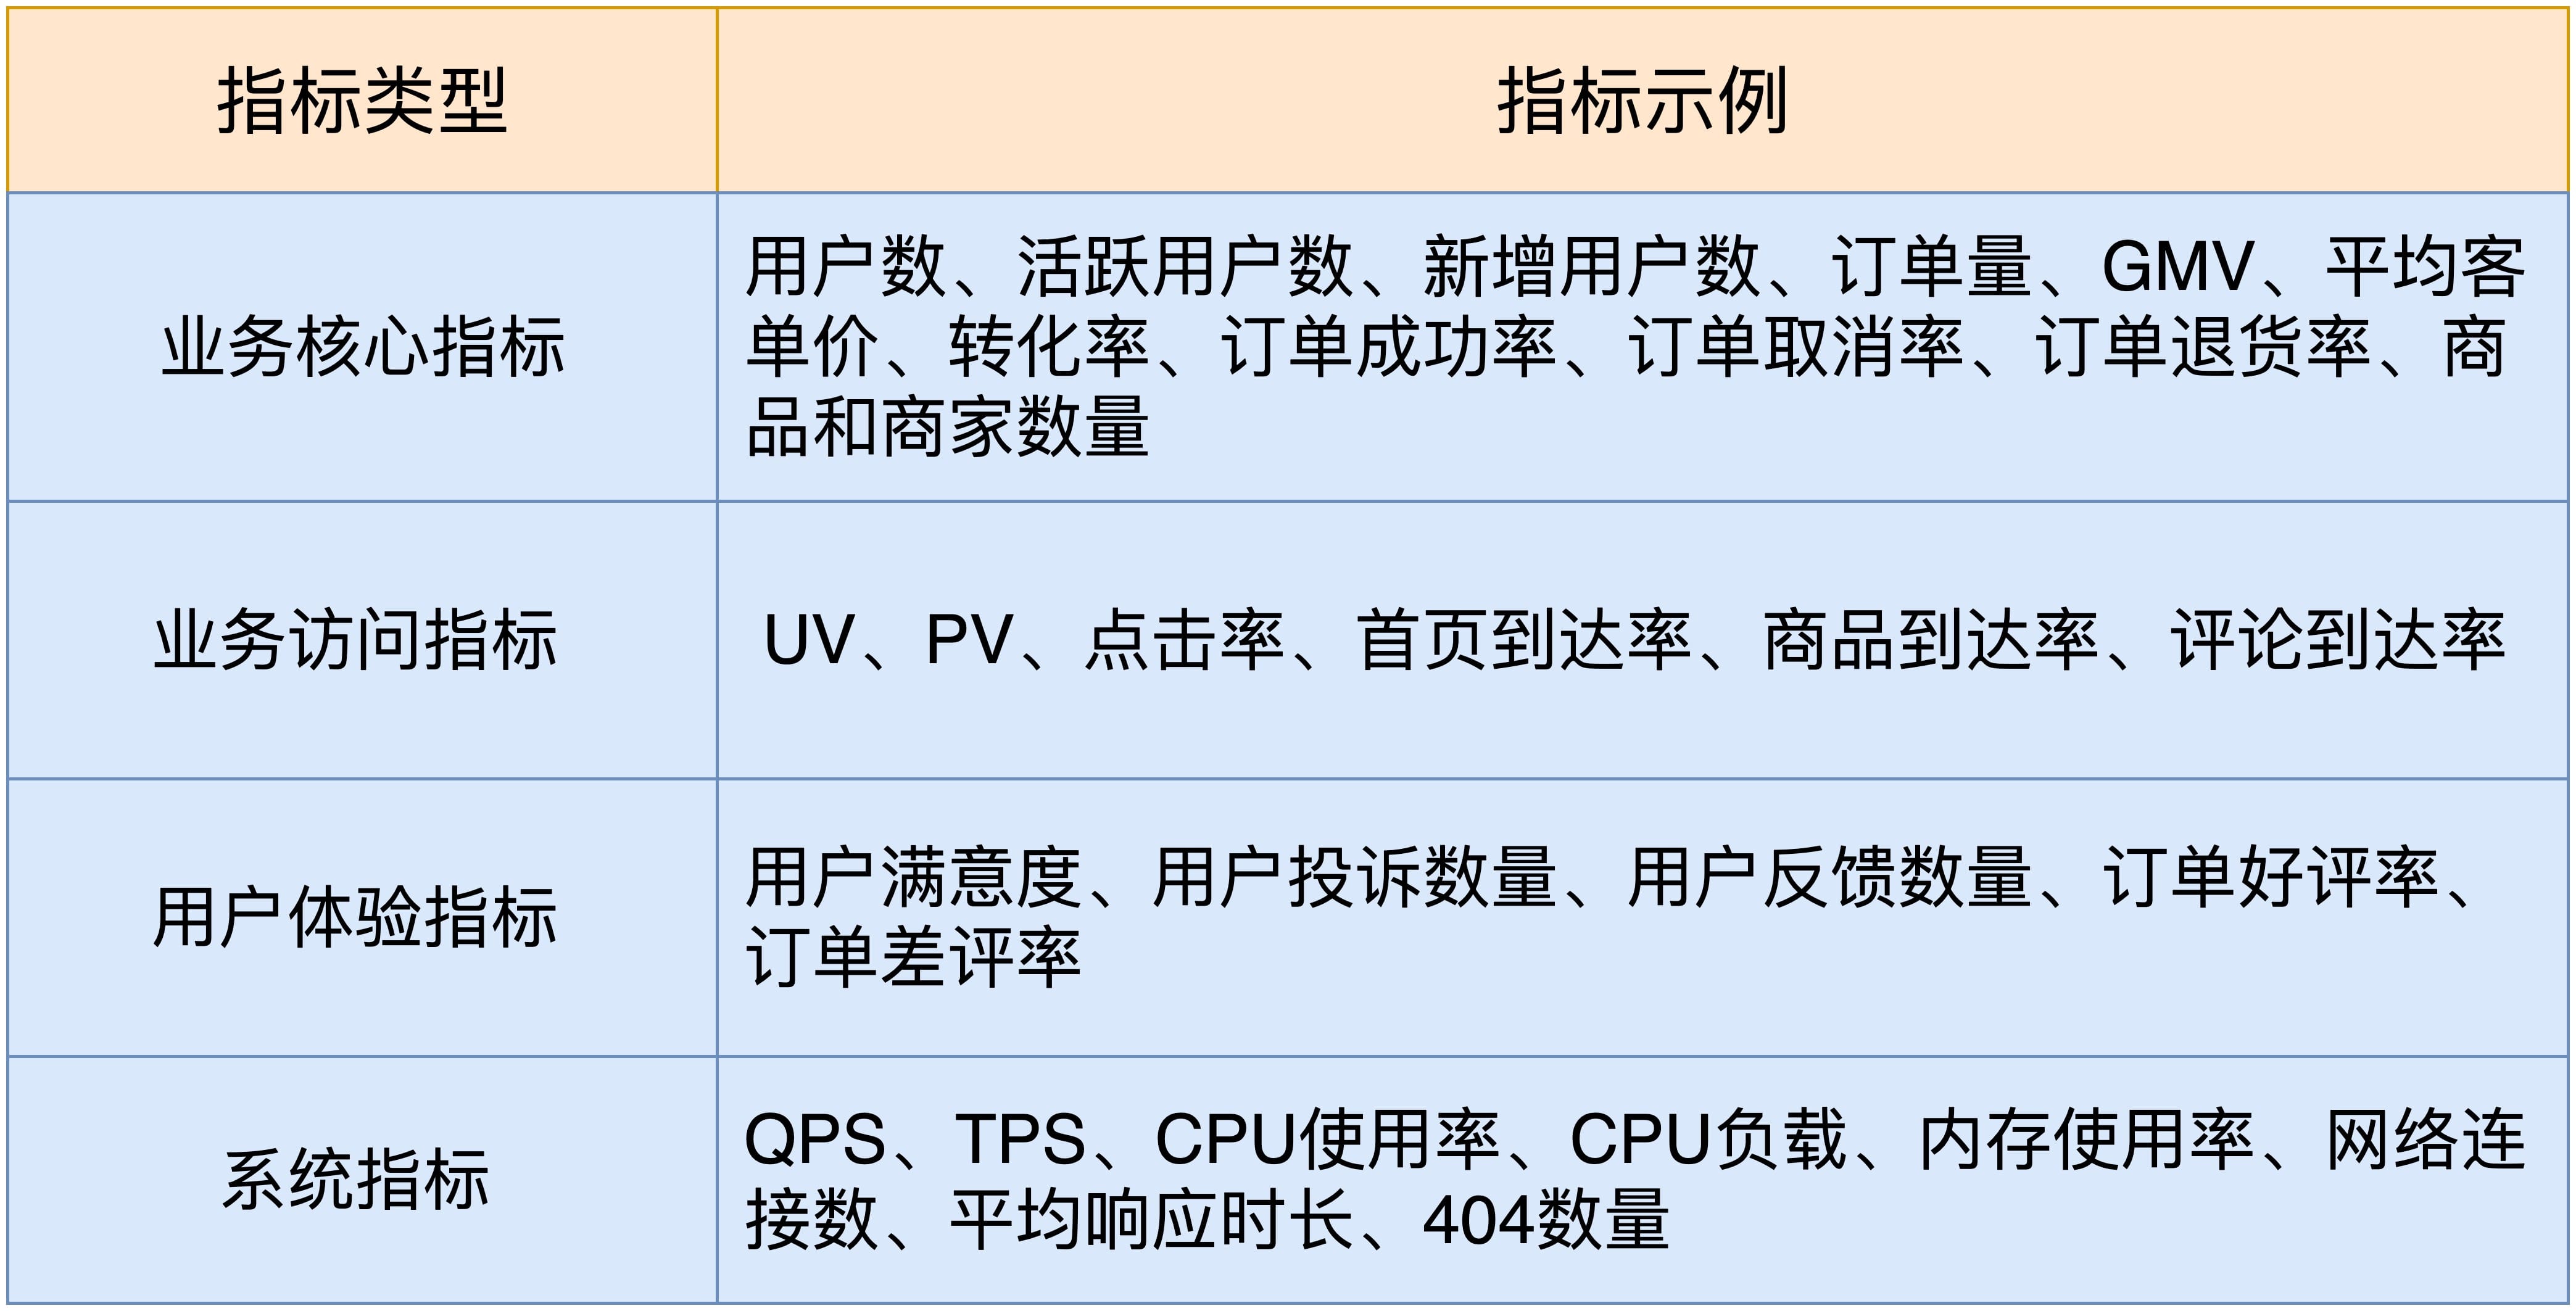 指标类型
指标示例
业务核心指标
用户数、活跃用户数、新增用户数、订单量、GMV、平均客
单价、转化率、订单成功率、订单取消率、订单退货率、商
品和商家数量
业务访问指标
UV、PV、点击率、首页到达率、商品到达率、评论到达率
用户体验指标
用户满意度、用户投诉数量、用户反馈数量、订单好评率、
订单差评率
系统指标
QPS、TPS、CPU使用率、CPU负载、内存使用率、网络连
接数、平均响应时长、404数量